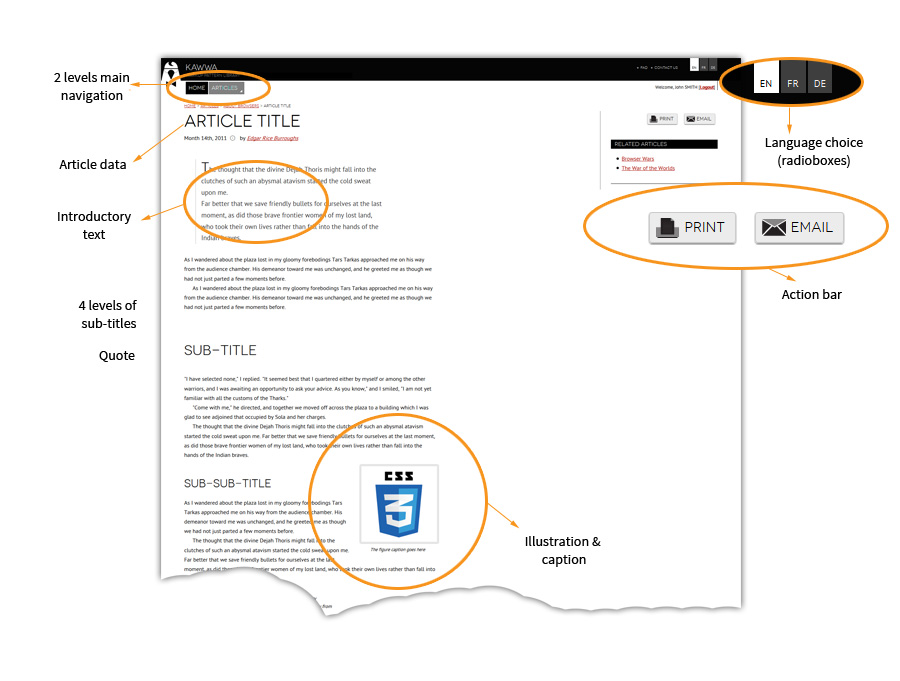 KAWWA
FAQ
CONTACT US
EN
FR
DE
2 levels main
navigation
HOME
ARTICLES
Welcome, John SMITH [Logout]
EN
FR
DE
Language choice
(radioboxes)
HOME > ARTICLES > ABOUT BROWSERS > ARTICLE TITLE
ARTICLE TITLE
Month 14th, 2011
by Edgar Rice Burroughs
Article data
PRINT
EMAIL
RELATED ARTICLES
Browser Wars
The War of the Worlds
The thought that the divine Dejah Thoris might fall into the
clutches of such an abysmal atavism started the cold sweat
upon me.
Far better that we save friendly bullets for ourselves at the last
moment, as did those brave frontier women of my lost land,
who took their own lives rather than fall into the hands of the
Indian braves.
Introductory
text
PRINT
EMAIL
Action bar
As I wandered about the plaza lost in my gloomy forebodings Tars Tarkas approached me on his way
from the audience chamber. His demeanor toward me was unchanged, and he greeted me as though we
had not just parted a few moments before.
As I wandered about the plaza lost in my gloomy forebodings Tars Tarkas approached me on his way
from the audience chamber. His demeanor toward me was unchanged, and he greeted me as though we
had not just parted a few moments before.
4 levels of
sub-titles
Quote
SUB-TITLE
"I have selected none," I replied. "It seemed best that I quartered either by myself or among the other
warriors, and I was awaiting an opportunity to ask your advice. As you know," and I smiled, "I am not yet
familiar with all the customs of the Tharks."
"Come with me," he directed, and together we moved off across the plaza to a building which I was
glad to see adjoined that occupied by Sola and her charges.
The thought that the divine Dejah Thoris might fall into the clutches of such an abysmal atavism
started the cold sweat upon me. Far better that we save friendly bullets for ourselves at the last moment,
as did those brave frontier women of my lost land, who took their own lives rather than fall into the
hands of the Indian braves.
SUB-SUB-TITLE
As I wandered about the plaza lost in my gloomy forebodings Tars
Tarkas approached me on his way from the audience chamber. His
demeanor toward me was unchanged, and he greeted me as though
we had not just parted a few moments before.
The thought that the divine Dejah Thoris might fall into the
clutches of such an abysmal atavism started the cold sweat upon me.
Far better that we save friendly bullets for ourselves at the last
moment, as did those brave frontier women of my lost land, who took their own lives rather than fall into
CSS
3
The figure caption goes here
Illustration &
caption
from